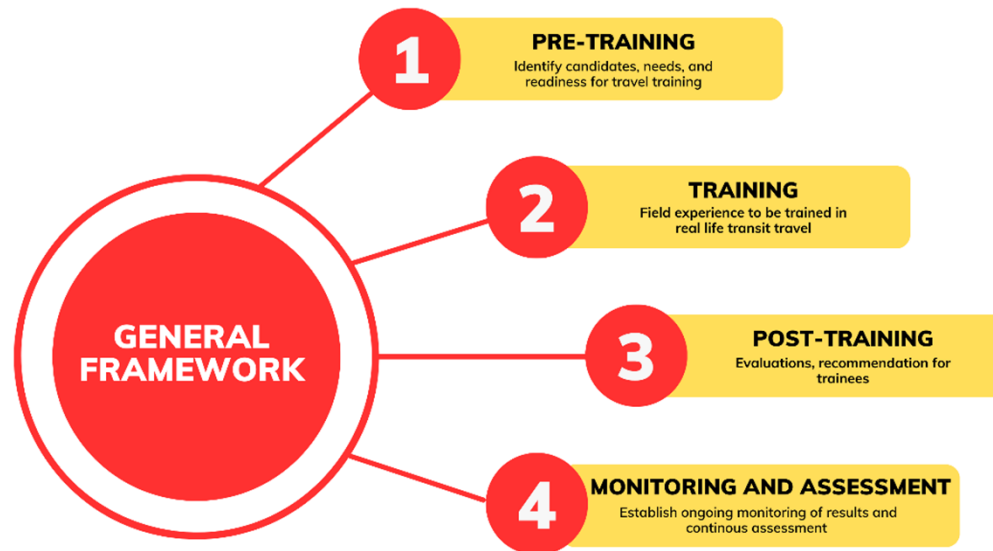 1
PRE-TRAINING
Identify candidates, needs, and
readiness for travel training
2
TRAINING
Field experience to be trained in
real life transit travel
GENERAL
FRAMEWORK
3
POST-TRAINING
Evaluations, recommendation for
trainees
4
MONITORING AND ASSESSMENT
Establish ongoing monitoring of results and
continous assessment